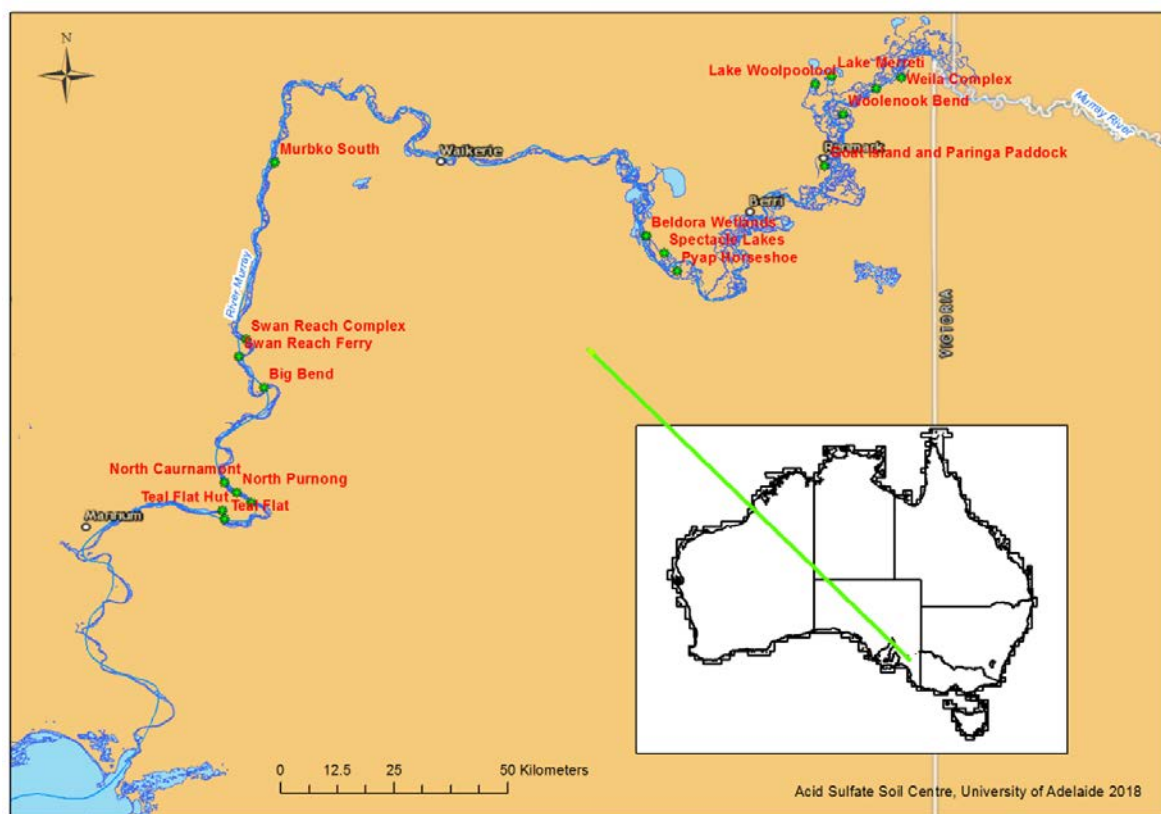 Lake Merreti
Lake Woolpoolool
Weila Complex
Woolenook Bend
Murray River
Murbko South
Waikerie
Renmark
Goat Island and Paringa Paddock
Berri
Beldora Wetlands
Spectacle Lakes
Pyap Horseshoe
River Murray
Swan Reach Complex
Swan Reach Ferry
VICTORIA
Big Bend
North Caurnamont
North Purnong
Teal Flat Hut
Teal Flat
Mannum
0 12.5 25 50 Kilometers
Acid Sulfate Soil Centre, University of Adelaide 2018
N